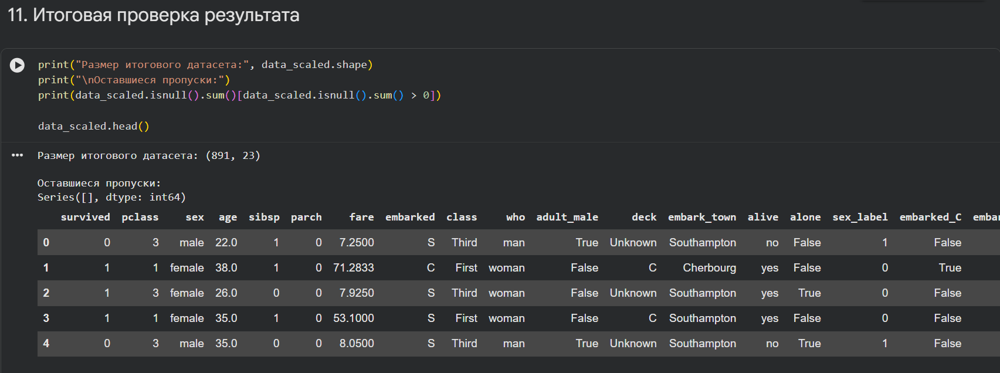 11. Итоговая проверка результата
print("Размер итогового датасета:", data_scaled.shape)
print("\nОставшиеся пропуски:")
print(data_scaled.isnull().sum()[data_scaled.isnull().sum() > 0])
data_scaled.head()
Размер итогового датасета: (891, 23)
Оставшиеся пропуски:
Series([], dtype: int64)
survived pclass sex age sibsp parch fare embarked class who adult_male deck embark_town alive alone sex_label embarked_C embar
0 0 3 male 22.0 1 0 7.2500 S Third man True Unknown Southampton no False 1 False
1 1 1 female 38.0 1 0 71.2833 C First woman False C Cherbourg yes False 0 True
2 1 3 female 26.0 0 0 7.9250 S Third woman False Unknown Southampton yes True 0 False
3 1 1 female 35.0 1 0 53.1000 S First woman False C Southampton yes False 0 False
4 0 3 male 35.0 0 0 8.0500 S Third man True Unknown Southampton no True 1 False